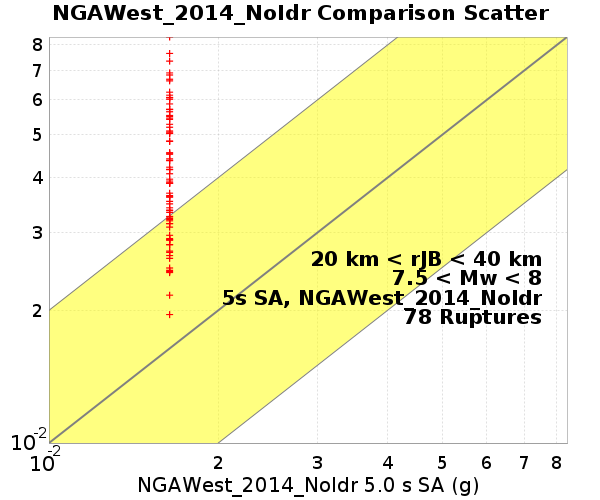 NGAWest_2014_NoIdr Comparison Scatter
8
7
6
5
4
3
2
10-2
20 km < rJB < 40 km
7.5 < Mw < 8
5s SA, NGAWest_2014_NoIdr
78 Ruptures
10-2 2 3 4 5 6 7 8
NGAWest_2014_NoIdr 5.0 s SA (g)